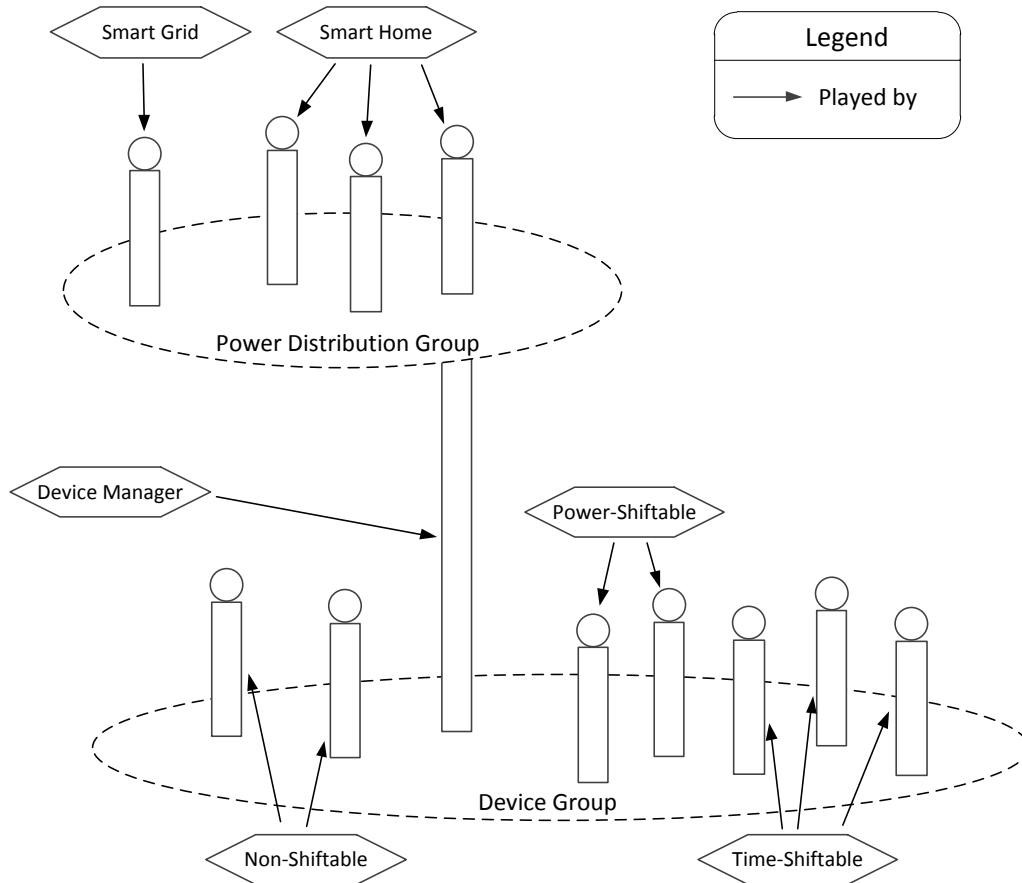 Smart Grid
Smart Home
Legend
Played by
Power Distribution Group
Device Manager
Power-Shiftable
Device Group
Non-Shiftable
Time-Shiftable